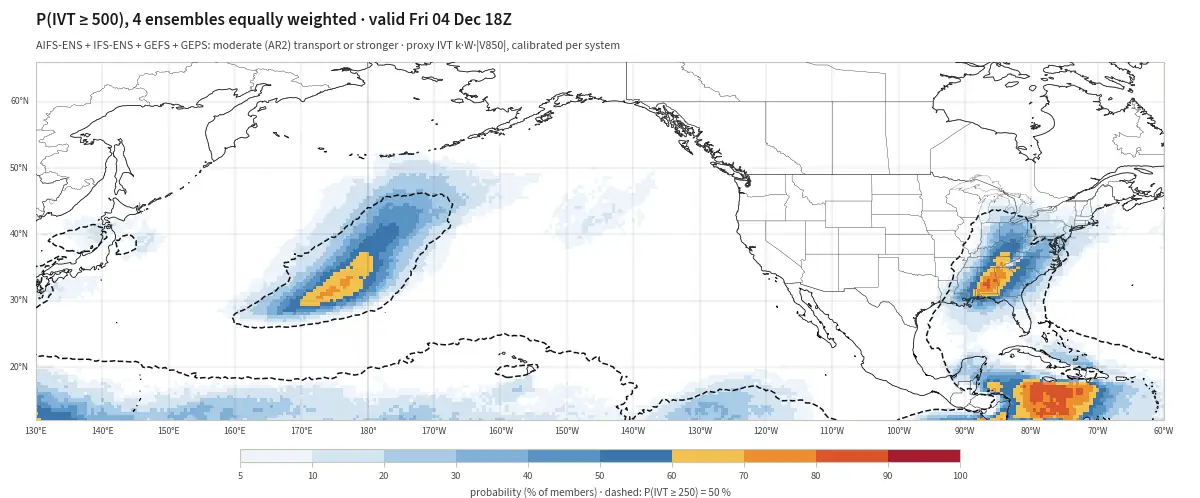 P(IVT ≥ 500), 4 ensembles equally weighted · valid Fri 04 Dec 18Z
AIFS-ENS + IFS-ENS + GEFS + GEPS: moderate (AR2) transport or stronger · proxy IVT k·W·|V850|, calibrated per system
60°N
50°N
40°N
30°N
20°N
130°E 140°E 150°E 160°E 170°E 180° 170°W 160°W 150°W 140°W 130°W 120°W 110°W 100°W 90°W 80°W 70°W 60°W
5 10 20 30 40 50 60 70 80 90 100
probability (% of members) · dashed: P(IVT ≥ 250) = 50 %